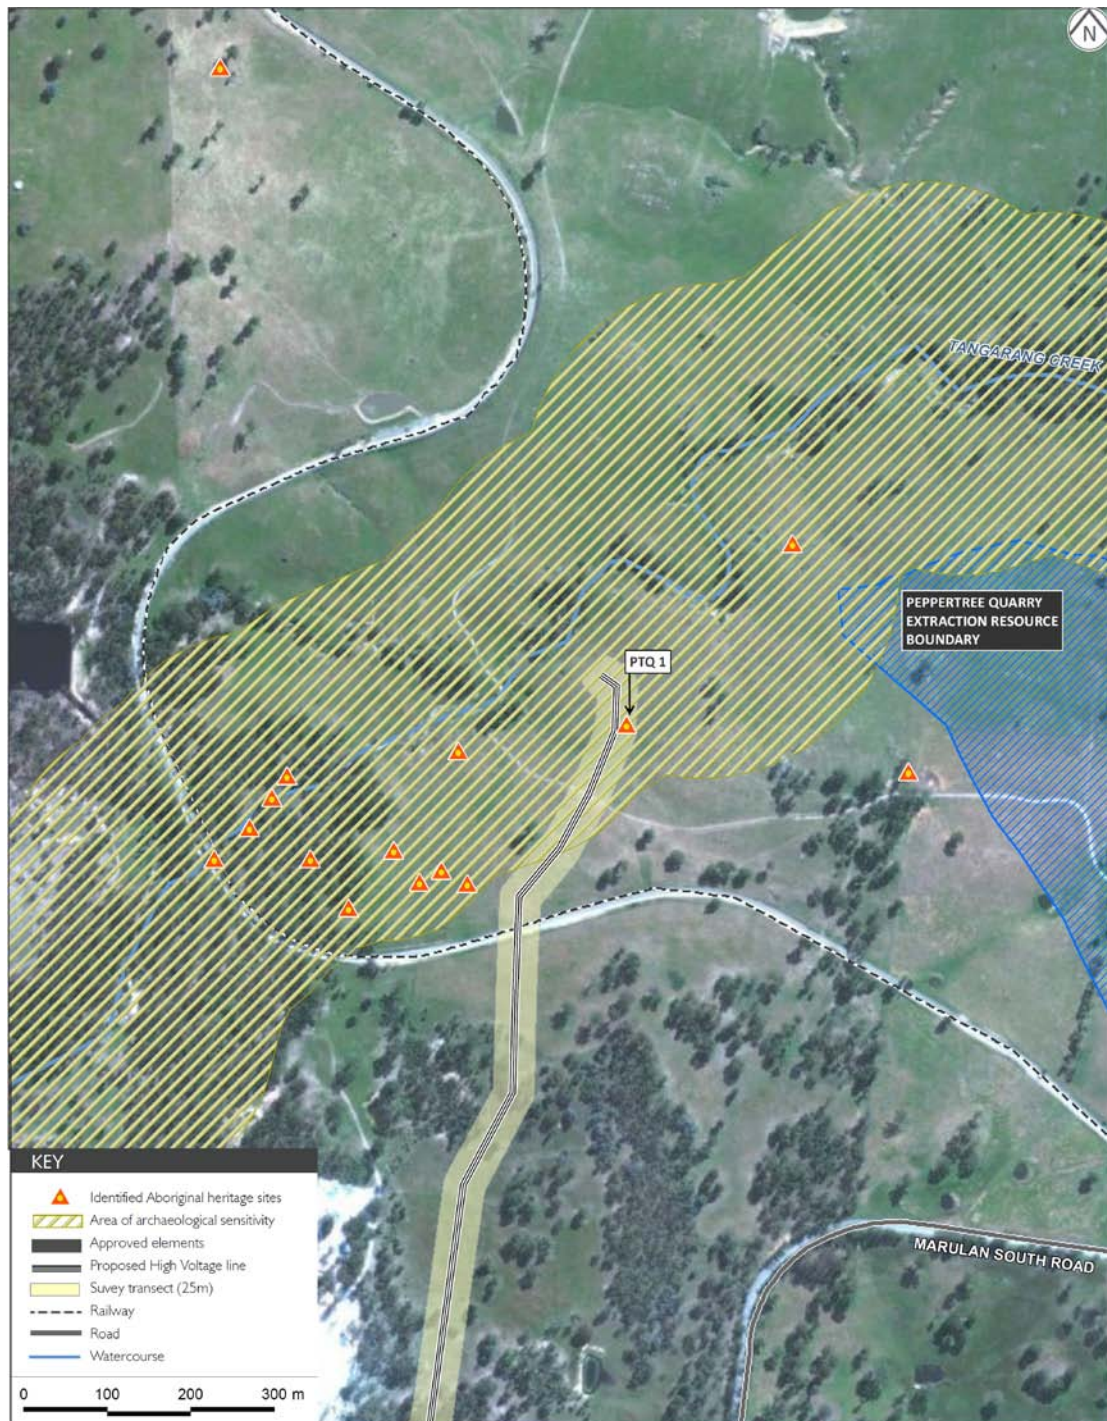 N
TANGARANG CREEK
PEPPERTREE QUARRY
EXTRACTION RESOURCE
BOUNDARY
PTQ 1
MARULAN SOUTH ROAD
KEY
Identified Aboriginal heritage sites
Area of archaeological sensitivity
Approved elements
Proposed High Voltage line
Suvey transect (25m)
Railway
Road
Watercourse
0 100 200 300 m